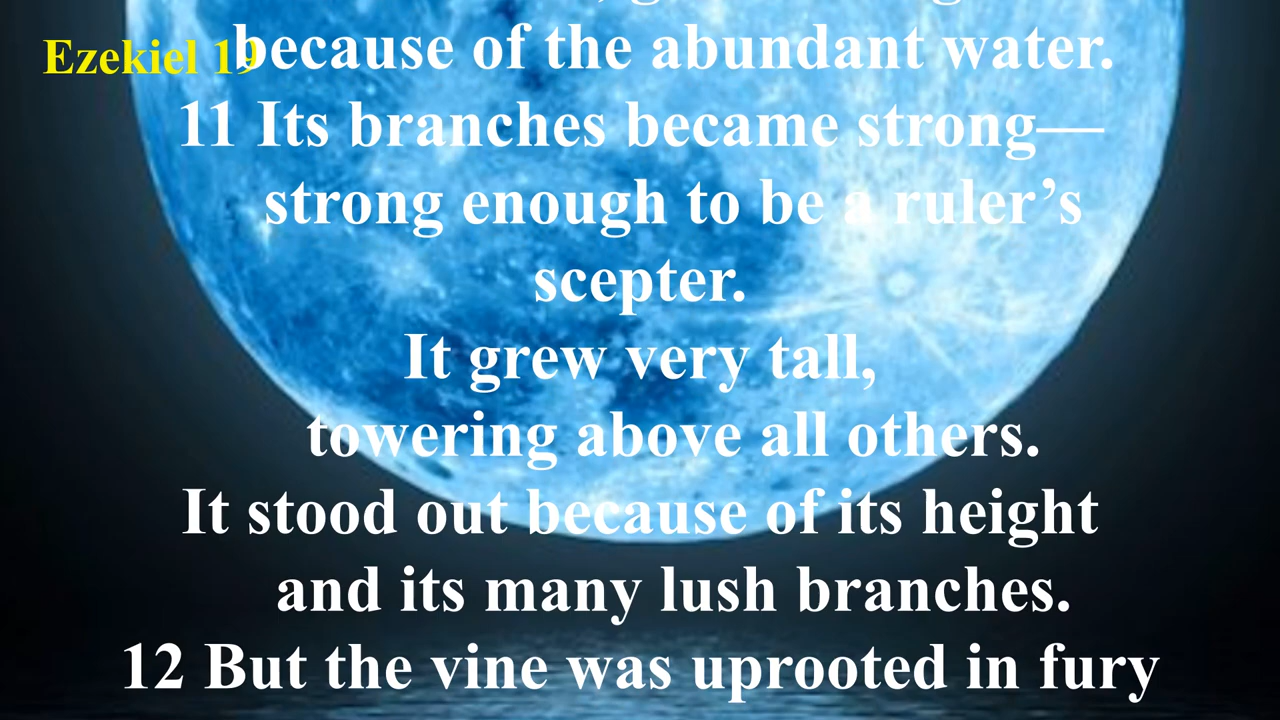 Ezekiel 19
because of the abundant water.
11 Its branches became strong—
strong enough to be a ruler’s
scepter.
It grew very tall,
towering above all others.
It stood out because of its height
and its many lush branches.
12 But the vine was uprooted in fury